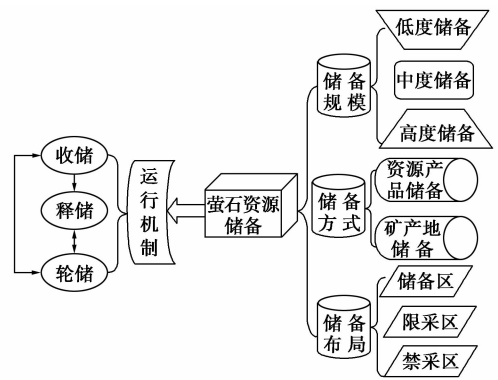 收储
释储
轮储
运行机制
萤石资源
储备
储备
规模
低度储备
中度储备
高度储备
储备
方式
资源产
品储备
矿产地
储备
储备
布局
储备区
限采区
禁采区